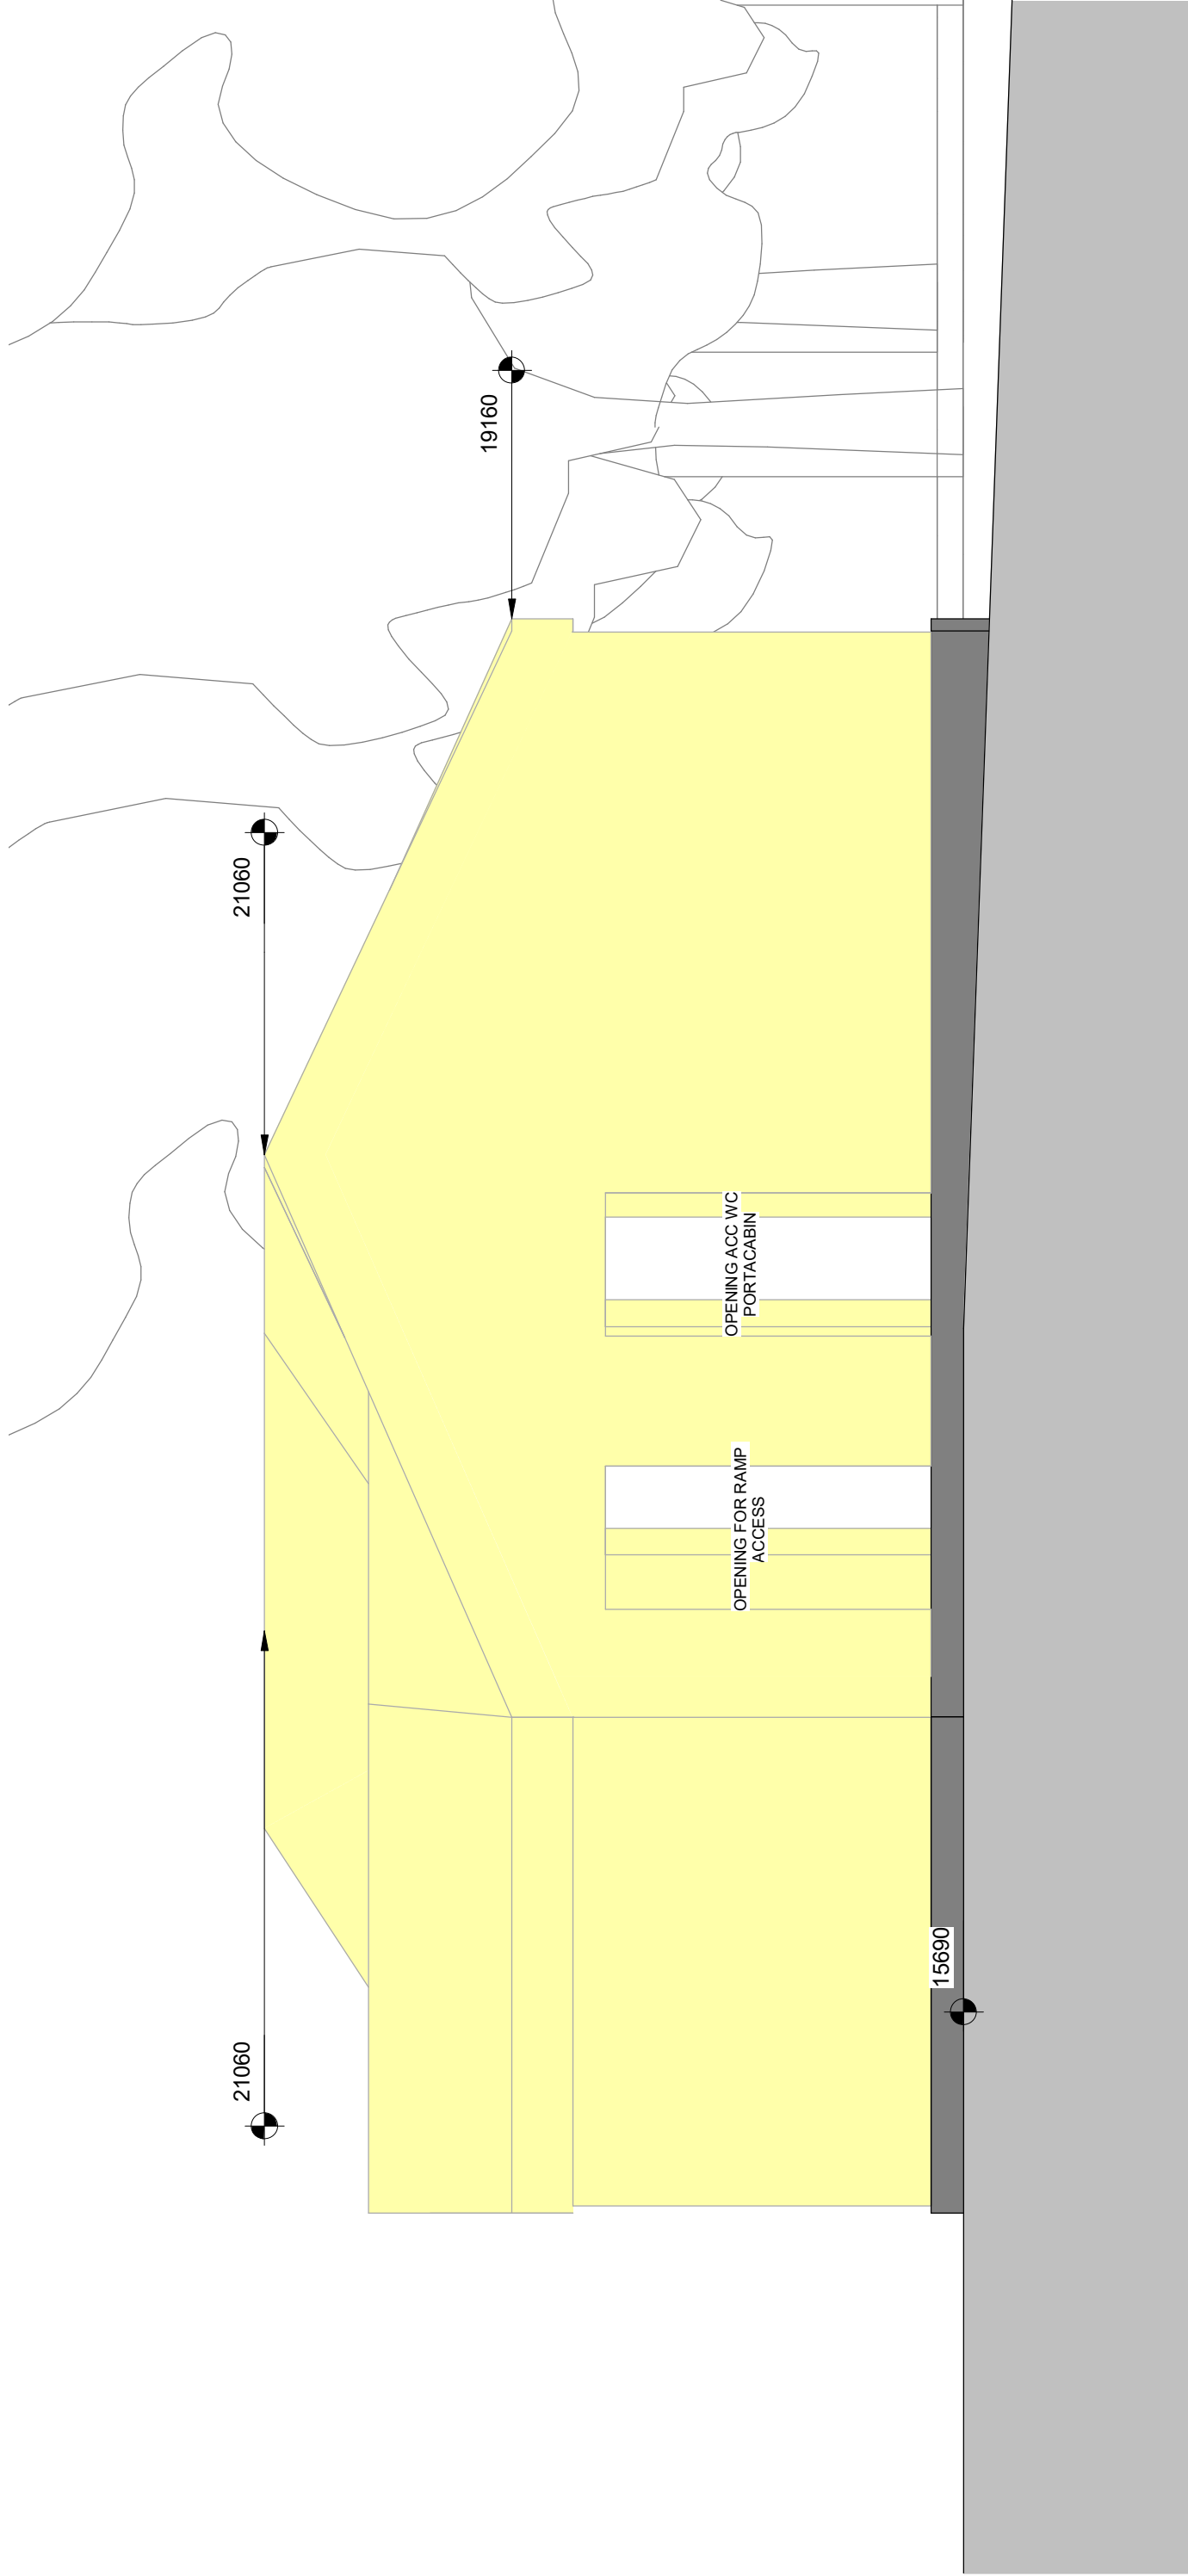 21060
21060
19160
OPENING FOR RAMP
ACCESS
OPENING ACC WC
PORTACABIN
15690